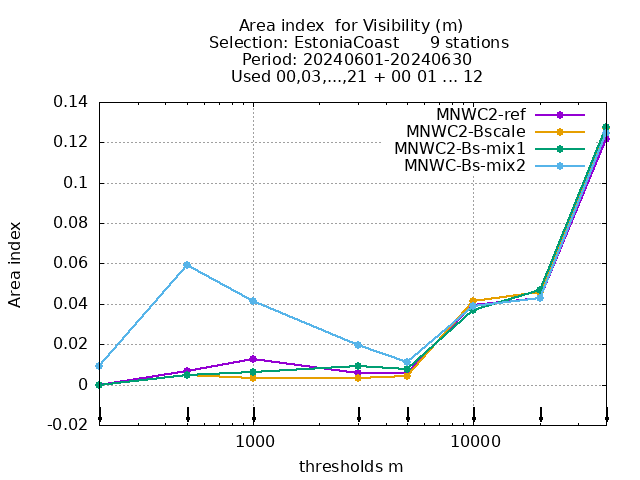 Area index  for Visibility (m)
Selection: EstoniaCoast      9 stations
Period: 20240601-20240630
Used 00,03,...,21 + 00 01 ... 12
0.14
0.12
0.1
0.08
0.06
0.04
0.02
0
-0.02
Area index
MNWC2-ref
MNWC2-Bscale
MNWC2-Bs-mix1
MNWC-Bs-mix2
1000 10000
thresholds m